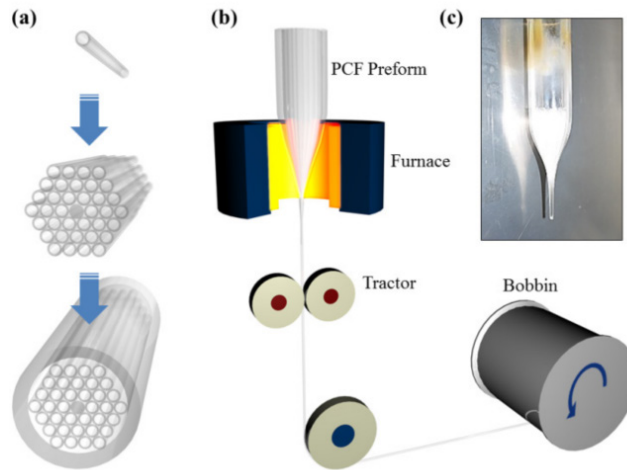 (a)
(b)
(c)
PCF Preform
Furnace
Tractor
Bobbin